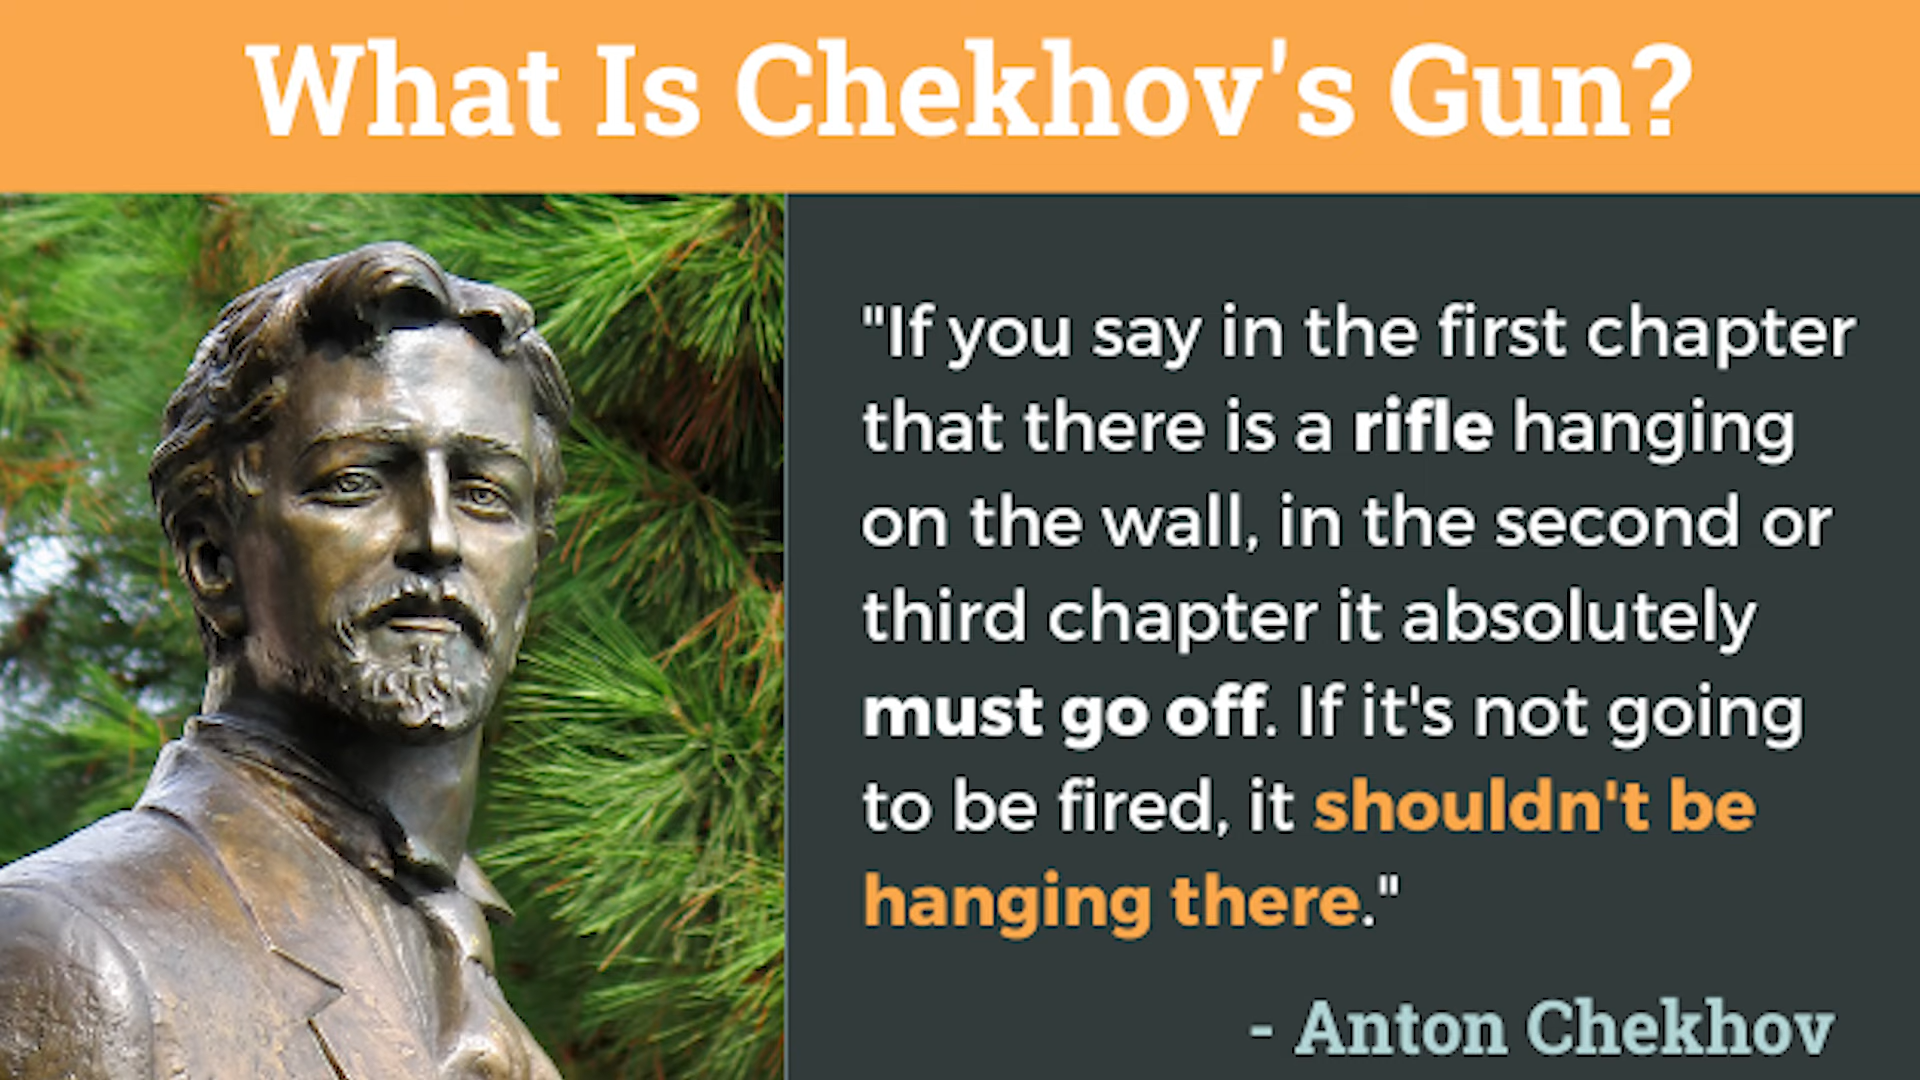 What Is Chekhov's Gun?
"If you say in the first chapter
that there is a rifle hanging
on the wall, in the second or
third chapter it absolutely
must go off. If it's not going
to be fired, it shouldn't be
hanging there."
- Anton Chekhov